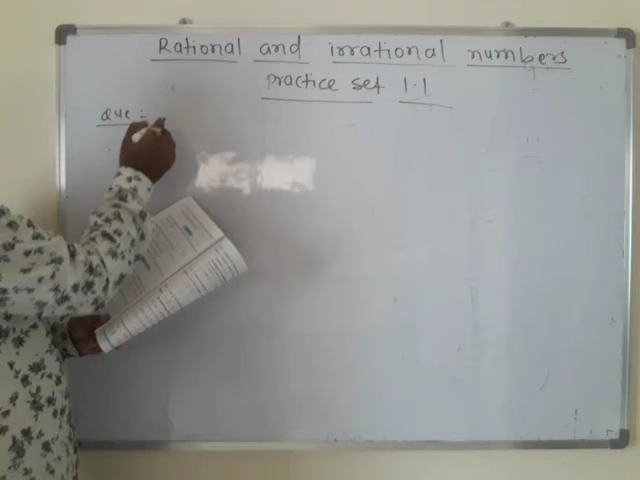 Rational and irrational numbers
Practice set 1.1
Que :-